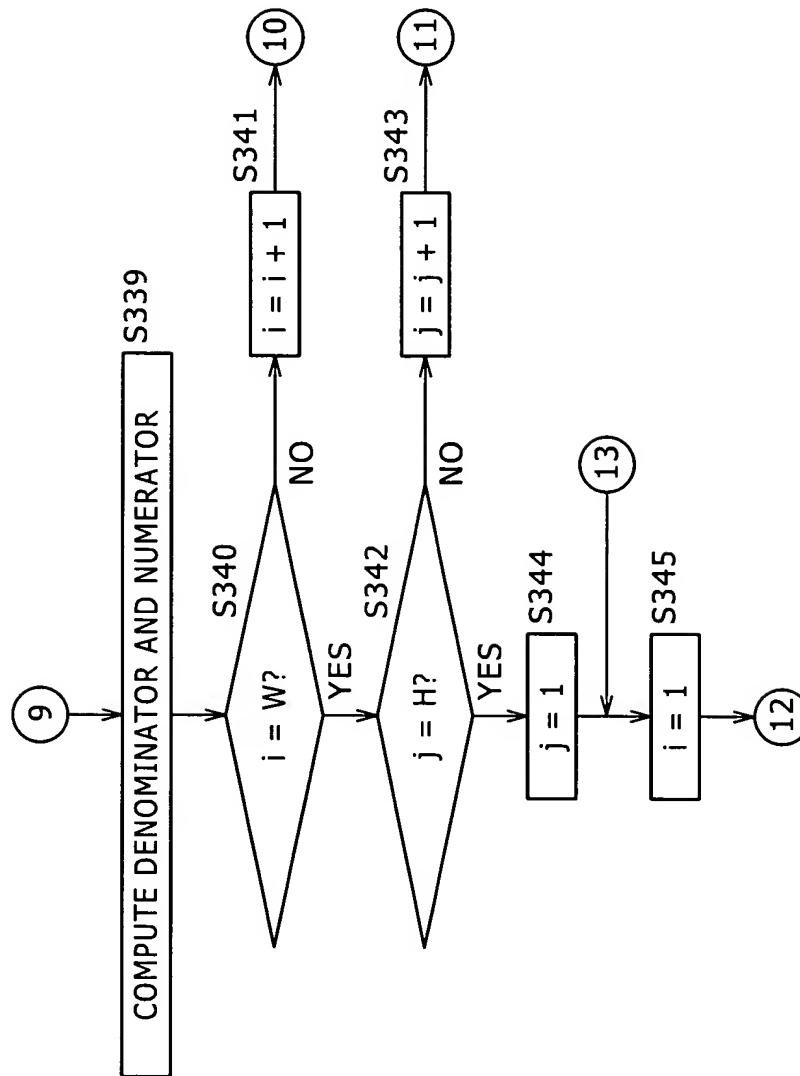 9
COMPUTE DENOMINATOR AND NUMERATOR
S339
i = W?
S340
NO
i = i + 1
S341
10
YES
j = H?
S342
NO
j = j + 1
S343
11
YES
j = 1
S344
13
i = 1
S345
12